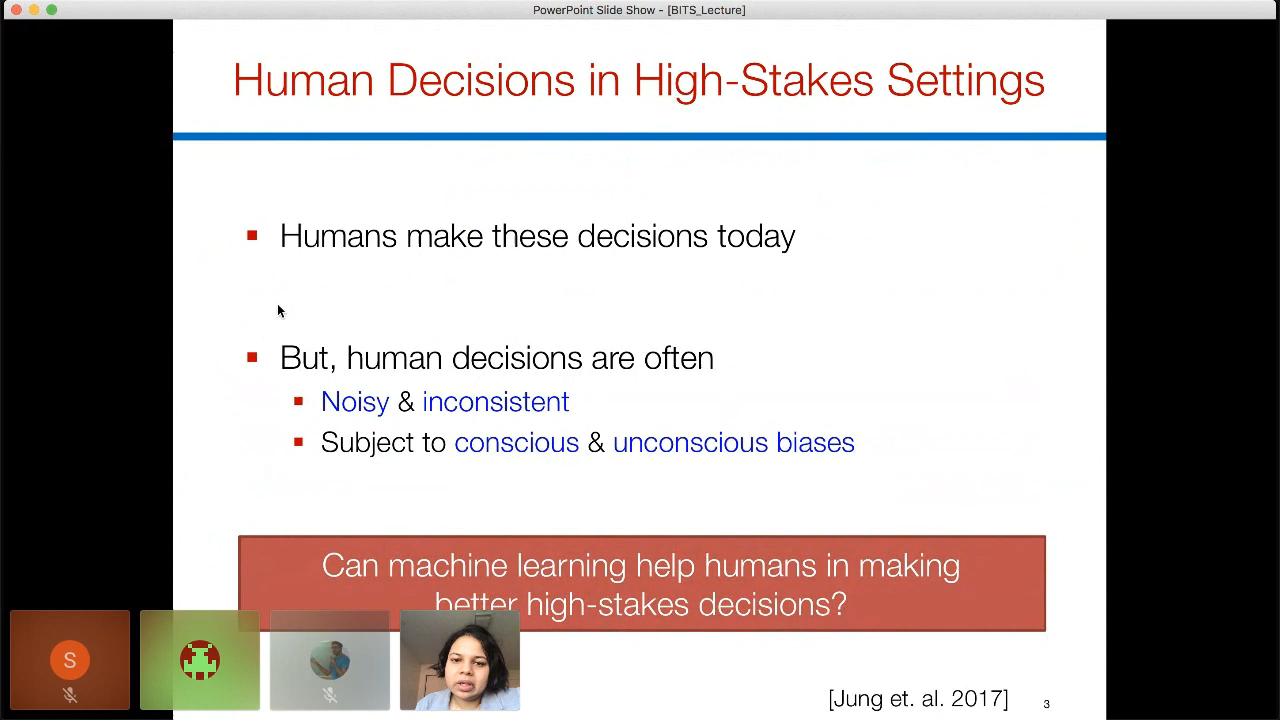 PowerPoint Slide Show - [BITS_Lecture]
Human Decisions in High-Stakes Settings
Humans make these decisions today
But, human decisions are often
Noisy & inconsistent
Subject to conscious & unconscious biases
Can machine learning help humans in making
better high-stakes decisions?
S
[Jung et. al. 2017]
3